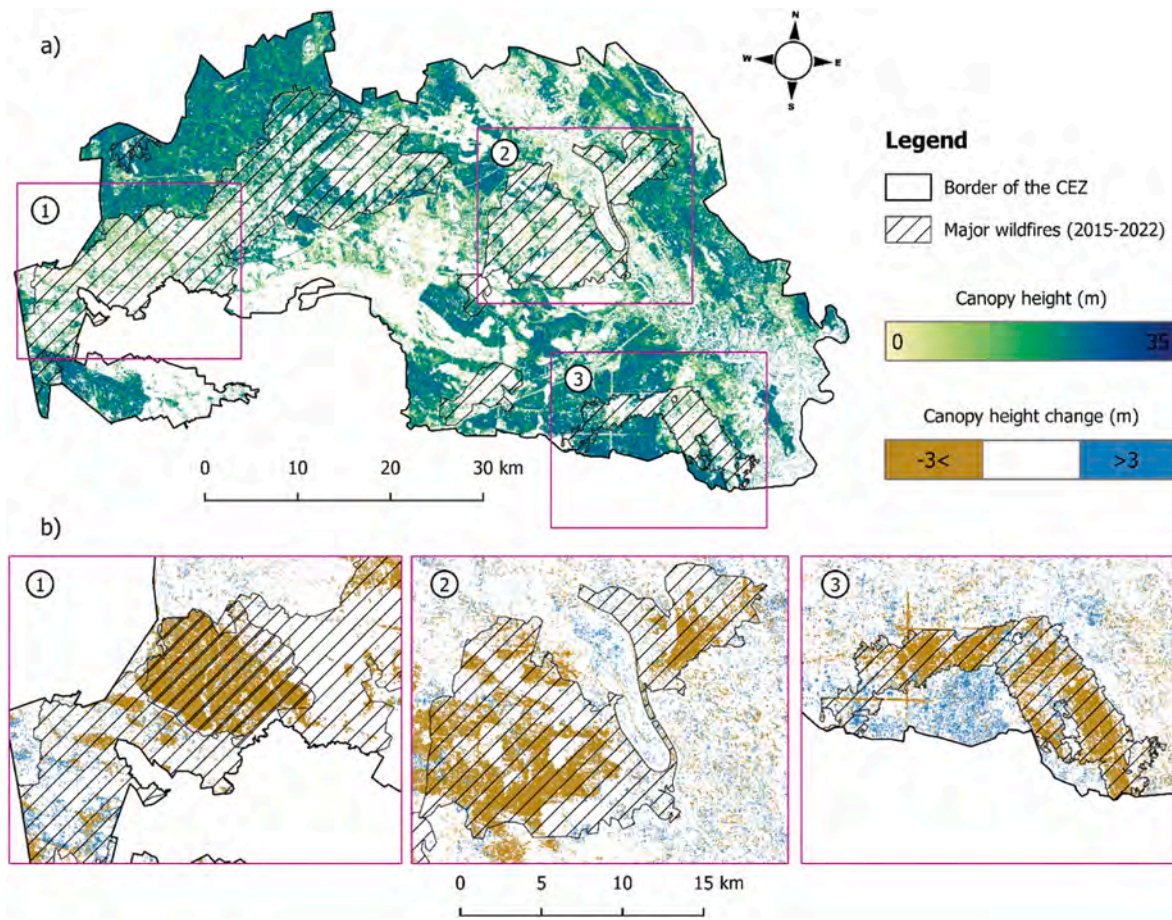 a)
N
W
E
S
2
1
3
Legend
Border of the CEZ
Major wildfires (2015-2022)
Canopy height (m)
0 35
Canopy height change (m)
-3< >3
0 10 20 30 km
b)
1
2
3
0 5 10 15 km